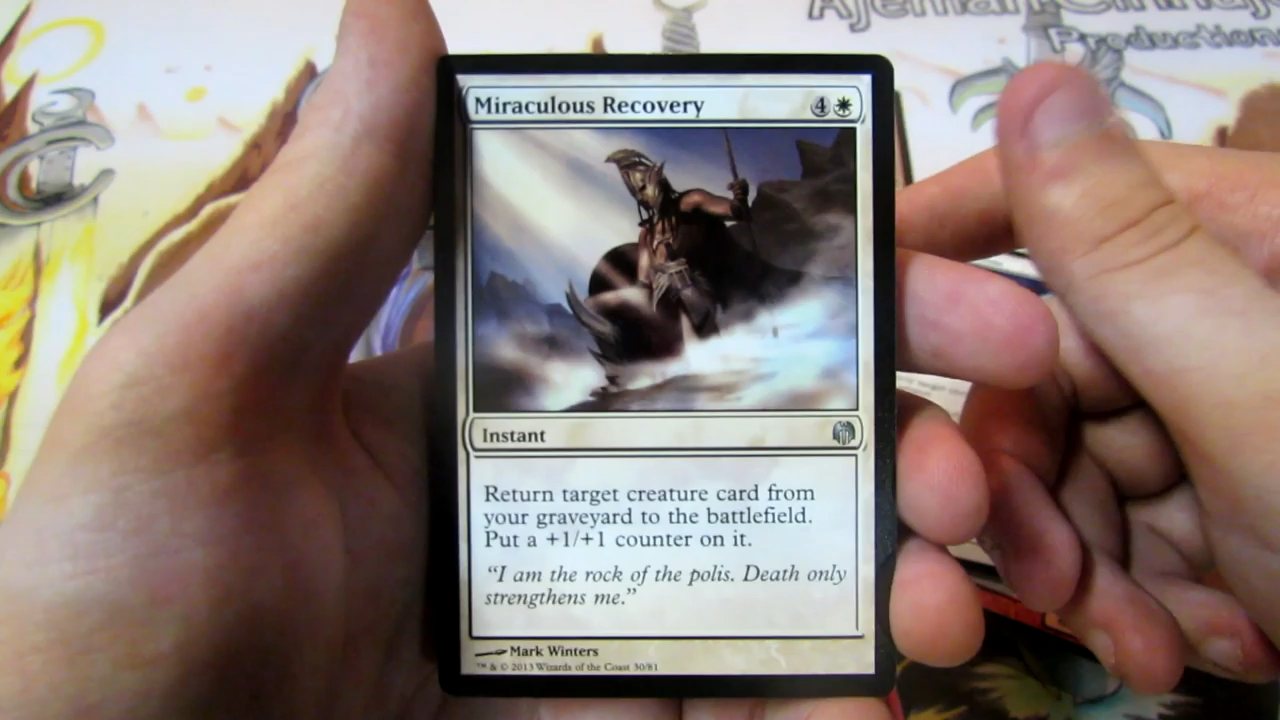 Ajeman
Productions
Miraculous Recovery
4
Instant
Return target creature card from
your graveyard to the battlefield.
Put a +1/+1 counter on it.
“I am the rock of the polis. Death only
strengthens me.”
Mark Winters
™ & © 2013 Wizards of the Coast 30/81